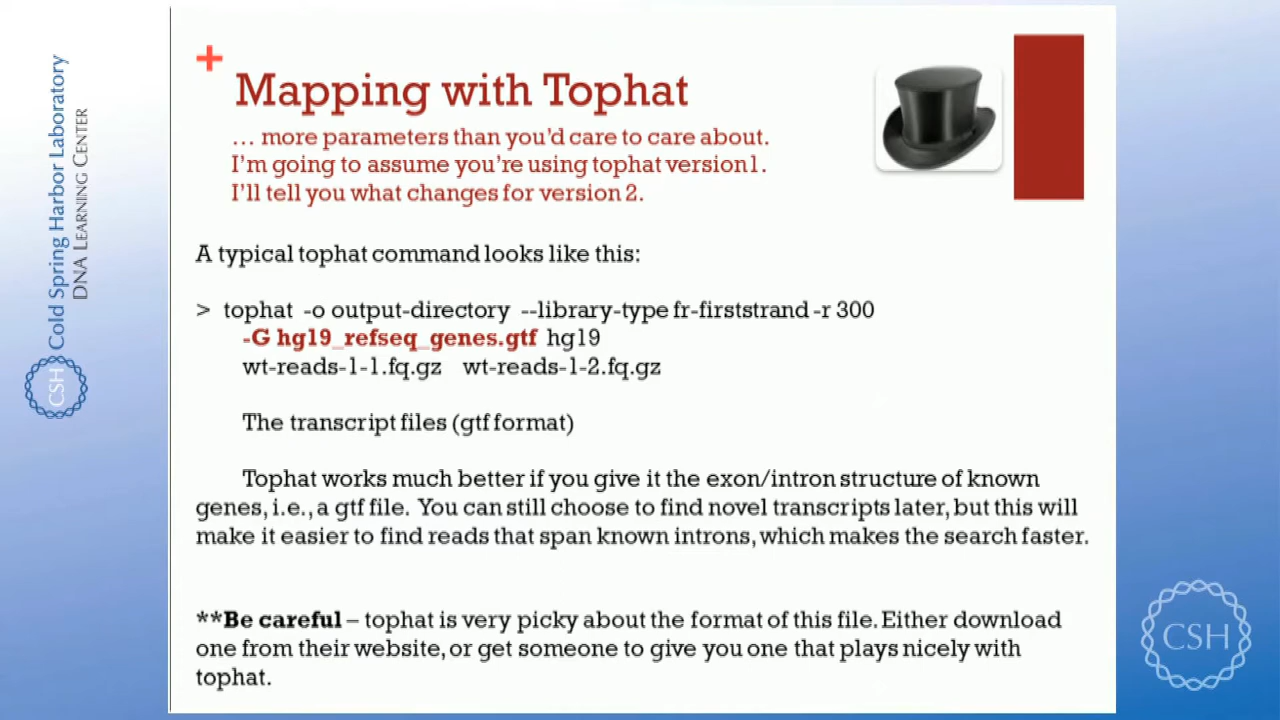 Cold Spring Harbor Laboratory
DNA LEARNING CENTER
CSH
+
Mapping with Tophat
… more parameters than you'd care to care about.
I'm going to assume you're using tophat version1.
I'll tell you what changes for version 2.
A typical tophat command looks like this:
> tophat -o output-directory --library-type fr-firststrand -r 300
-G hg19_refseq_genes.gtf hg19
wt-reads-1-1.fq.gz wt-reads-1-2.fq.gz
The transcript files (gtf format)
Tophat works much better if you give it the exon/intron structure of known
genes, i.e., a gtf file. You can still choose to find novel transcripts later, but this will
make it easier to find reads that span known introns, which makes the search faster.
**Be careful – tophat is very picky about the format of this file. Either download
one from their website, or get someone to give you one that plays nicely with
tophat.
CSH